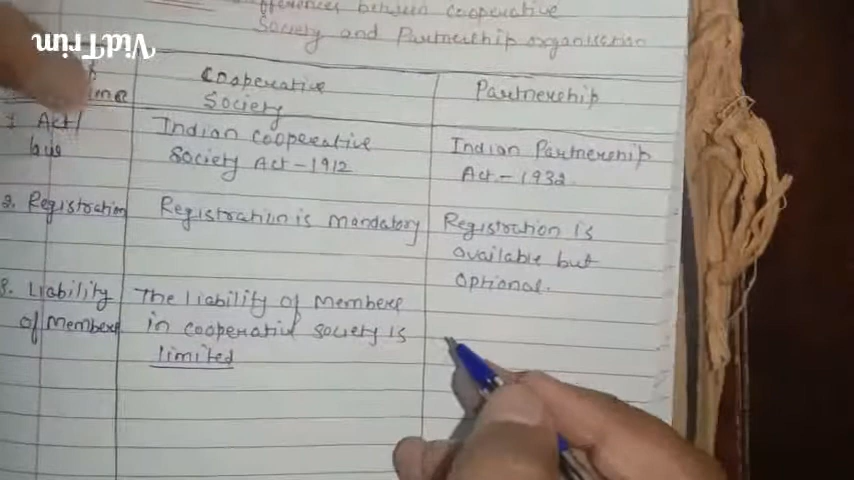 VidTrim
Differences between cooperative
Society and Partnership organisation
Cooperative
Society
Partnership
1 Act/
law
Indian cooperative
Society Act - 1912
Indian Partnership
Act. - 1932
2. Registration
Registration is Mandatory
Registration is
available but
Optional.
3. Liability
of Members
The liability of Members
in cooperative society is
limited